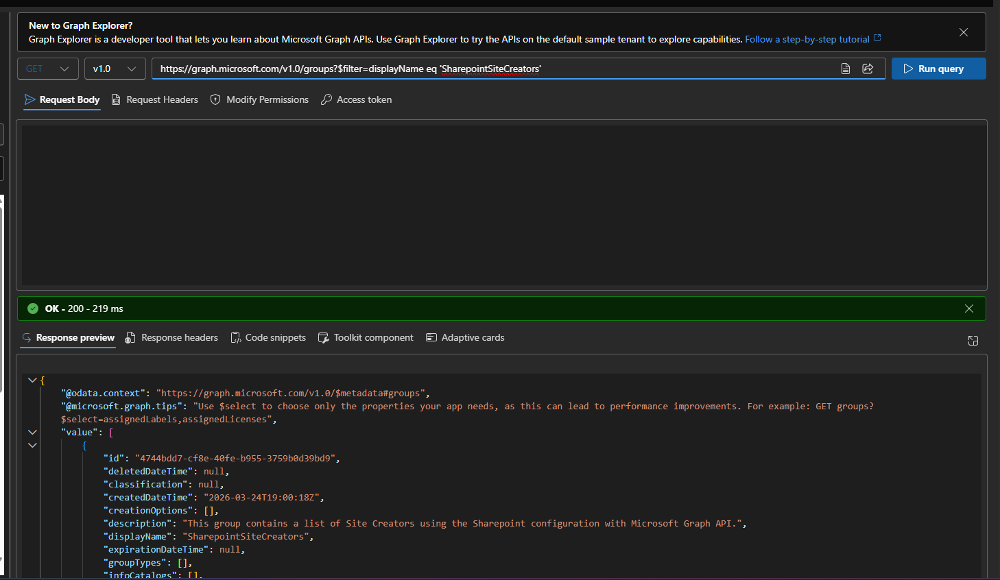 New to Graph Explorer?
Graph Explorer is a developer tool that lets you learn about Microsoft Graph APIs. Use Graph Explorer to try the APIs on the default sample tenant to explore capabilities. Follow a step-by-step tutorial
GET v1.0 https://graph.microsoft.com/v1.0/groups?$filter=displayName eq 'SharepointSiteCreators' Run query
Request Body Request Headers Modify Permissions Access token
OK - 200 - 219 ms
Response preview Response headers Code snippets Toolkit component Adaptive cards
{
"@odata.context": "https://graph.microsoft.com/v1.0/$metadata#groups",
"@microsoft.graph.tips": "Use $select to choose only the properties your app needs, as this can lead to performance improvements. For example: GET groups?
$select=assignedLabels,assignedLicenses",
"value": [
{
"id": "4744bdd7-cf8e-40fe-b955-3759b0d39bd9",
"deletedDateTime": null,
"classification": null,
"createdDateTime": "2026-03-24T19:00:18Z",
"creationOptions": [],
"description": "This group contains a list of Site Creators using the Sharepoint configuration with Microsoft Graph API.",
"displayName": "SharepointSiteCreators",
"expirationDateTime": null,
"groupTypes": [],
"infoCatalogs": [],